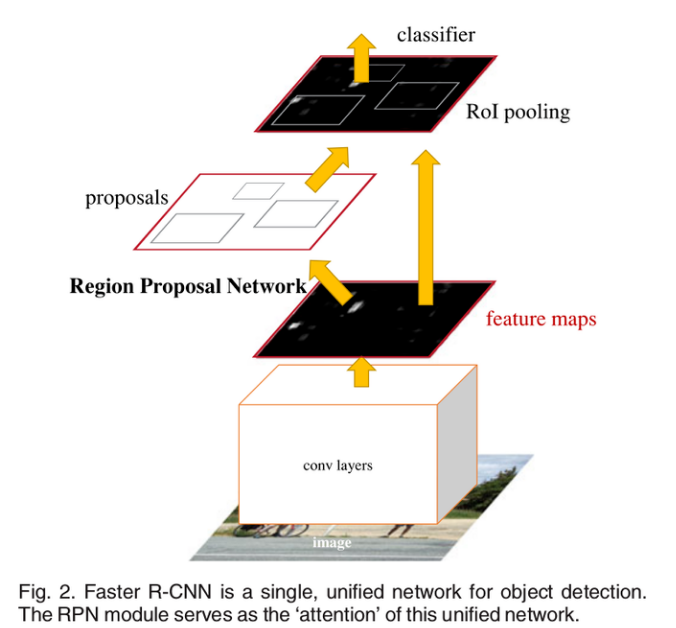 classifier
RoI pooling
proposals
Region Proposal Network
feature maps
conv layers
image
Fig. 2. Faster R-CNN is a single, unified network for object detection.
The RPN module serves as the ‘attention’ of this unified network.